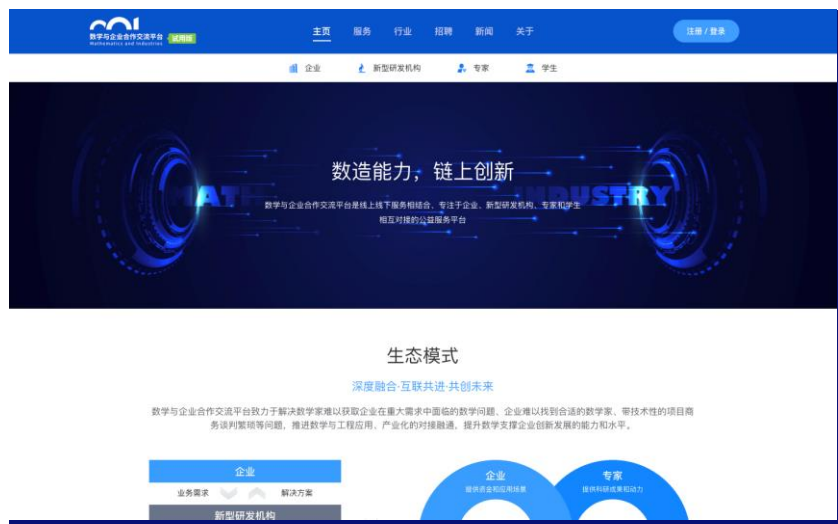 数学与企业合作交流平台 试用版
Mathematics and Industries
主页 服务 行业 招聘 新闻 关于
注册 / 登录
企业 新型研发机构 专家 学生
MATH INDUSTRY
数造能力，链上创新
数学与企业合作交流平台是线上线下服务相结合、专注于企业、新型研发机构、专家和学生
相互对接的公益服务平台
生态模式
深度融合·互联共进·共创未来
数学与企业合作交流平台致力于解决数学家难以获取企业在重大需求中面临的数学问题、企业难以找到合适的数学家、带技术性的项目商
务谈判繁琐等问题，推进数学与工程应用、产业化的对接融通，提升数学支撑企业创新发展的能力和水平。
企业
业务需求 解决方案
新型研发机构
企业
提供资金和应用场景
专家
提供科研成果和动力